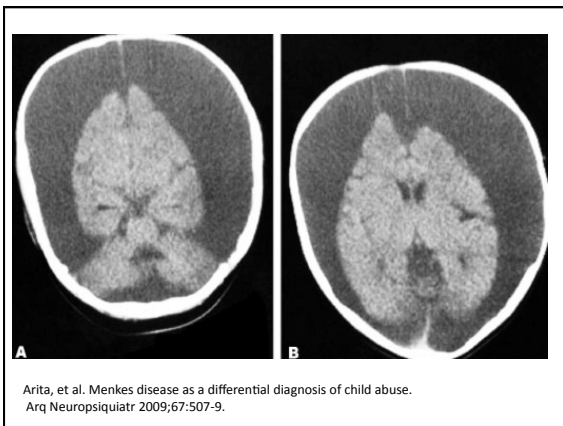 A
B
Arita, et al. Menkes disease as a differential diagnosis of child abuse.
Arq Neuropsiquiatr 2009;67:507-9.